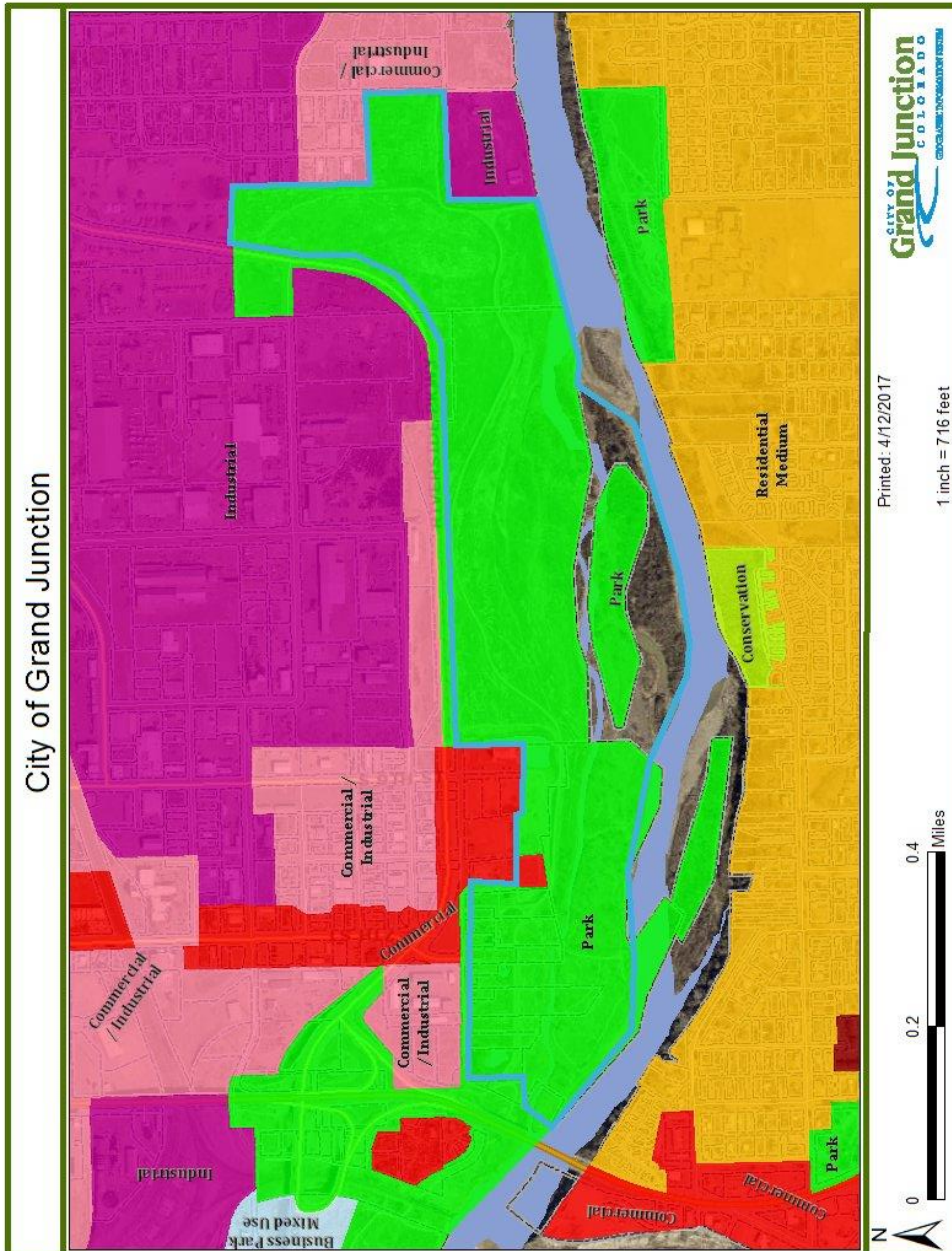 City of Grand Junction
Commercial
/ Industrial
Industrial
Business Park
Mixed Use
Commercial /
Industrial
Commercial
Commercial
/ Industrial
Industrial
Commercial /
Industrial
Industrial
Park
Park
Park
Conservation
Residential
Medium
Commercial
Commercial
Park
N
0
0.2
0.4
Miles
Printed: 4/12/2017
1 inch = 716 feet
CITY OF
Grand Junction
COLORADO